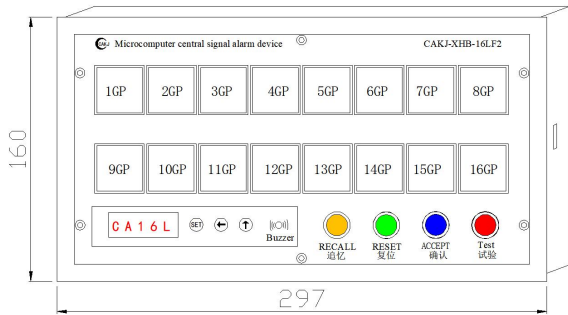 CAKJ Microcomputer central signal alarm device CAKJ-XHB-16LF2
1GP 2GP 3GP 4GP 5GP 6GP 7GP 8GP
9GP 10GP 11GP 12GP 13GP 14GP 15GP 16GP
CA16L SET Buzzer
RECALL RESET ACCEPT Test
追忆 复位 确认 试验
160
297